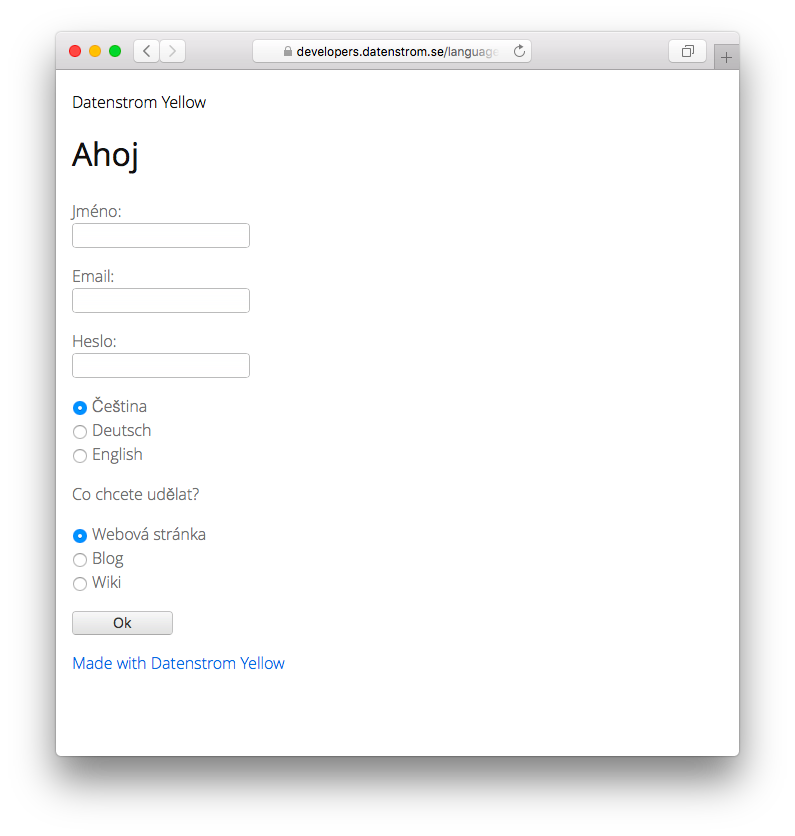 developers.datenstrom.se/language
Datenstrom Yellow
Ahoj
Jméno:
Email:
Heslo:
Čeština
Deutsch
English
Co chcete udělat?
Webová stránka
Blog
Wiki
Ok
Made with Datenstrom Yellow